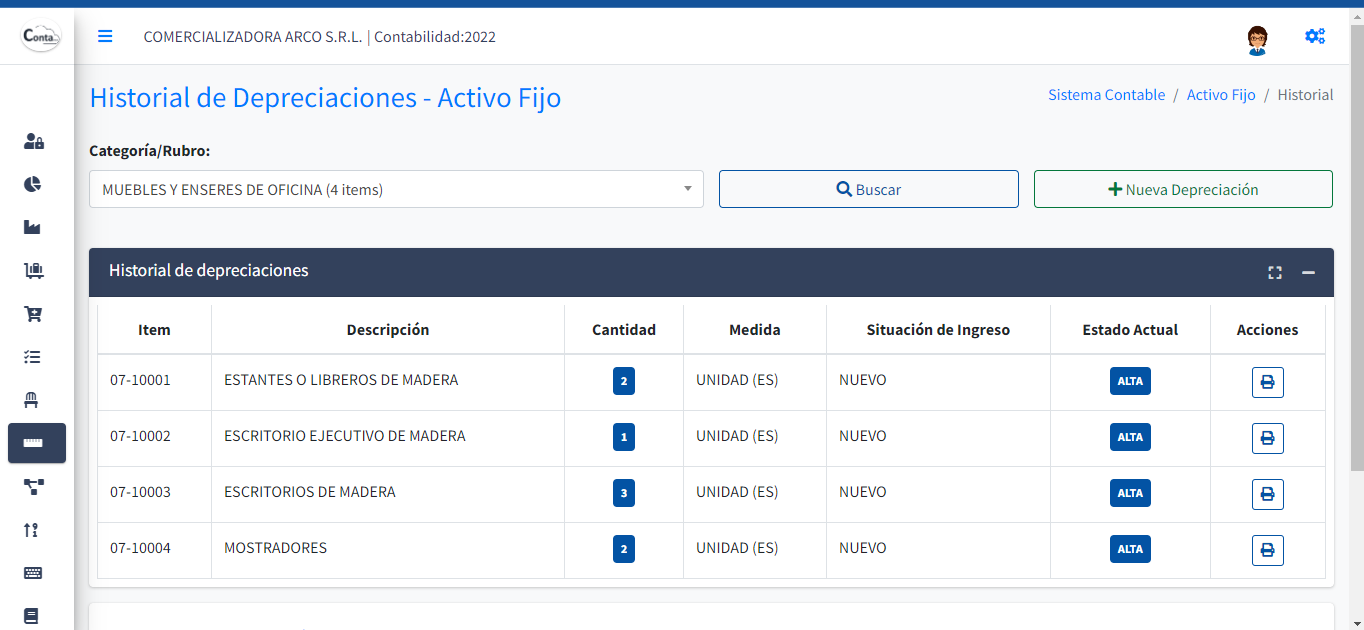 Conta
COMERCIALIZADORA ARCO S.R.L. | Contabilidad:2022
Historial de Depreciaciones - Activo Fijo
Sistema Contable / Activo Fijo / Historial
Categoría/Rubro:
MUEBLES Y ENSERES DE OFICINA (4 items)
Buscar
Nueva Depreciación
Historial de depreciaciones
Item Descripción Cantidad Medida Situación de Ingreso Estado Actual Acciones
07-10001 ESTANTES O LIBREROS DE MADERA 2 UNIDAD (ES) NUEVO ALTA
07-10002 ESCRITORIO EJECUTIVO DE MADERA 1 UNIDAD (ES) NUEVO ALTA
07-10003 ESCRITORIOS DE MADERA 3 UNIDAD (ES) NUEVO ALTA
07-10004 MOSTRADORES 2 UNIDAD (ES) NUEVO ALTA